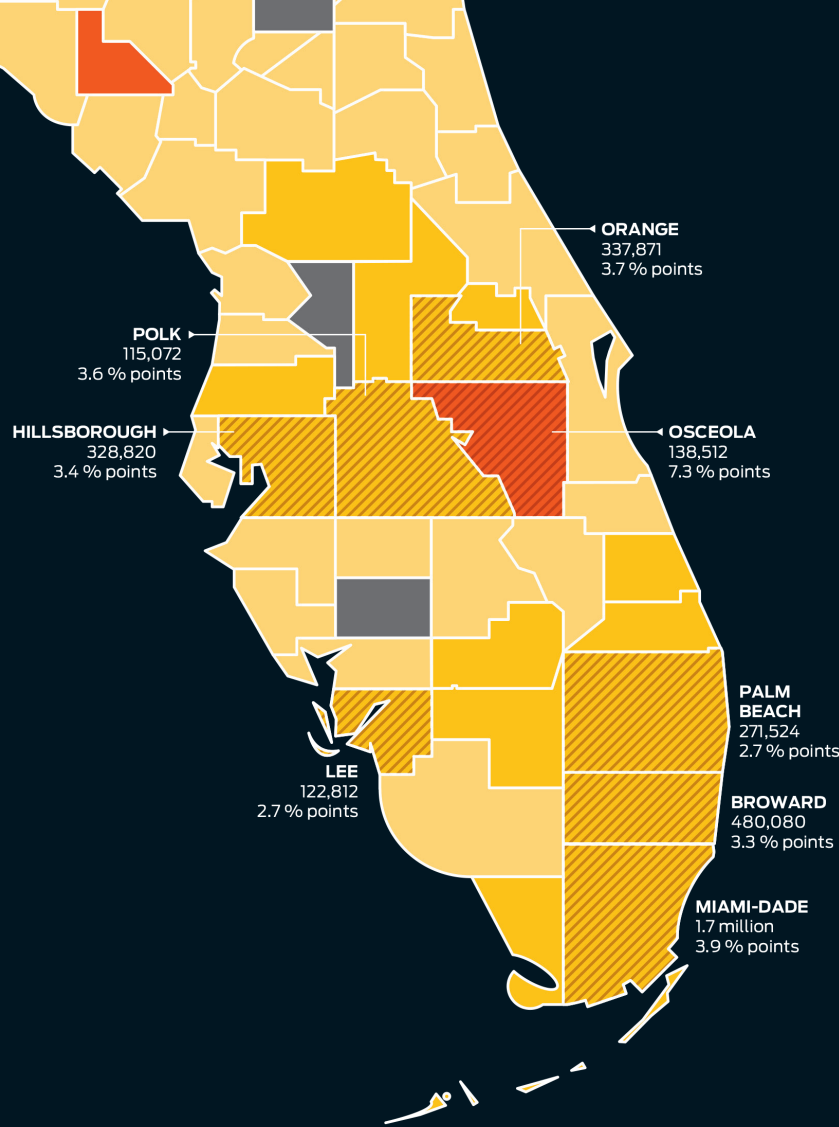 ORANGE
337,871
3.7 % points
POLK
115,072
3.6 % points
HILLSBOROUGH
328,820
3.4 % points
OSCEOLA
138,512
7.3 % points
PALM
BEACH
271,524
2.7 % points
LEE
122,812
2.7 % points
BROWARD
480,080
3.3 % points
MIAMI-DADE
1.7 million
3.9 % points